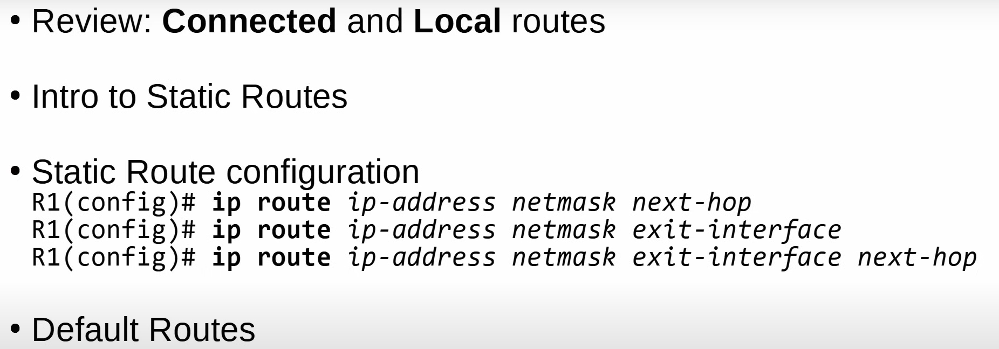 • Review: Connected and Local routes
• Intro to Static Routes
• Static Route configuration
R1(config)# ip route ip-address netmask next-hop
R1(config)# ip route ip-address netmask exit-interface
R1(config)# ip route ip-address netmask exit-interface next-hop
• Default Routes